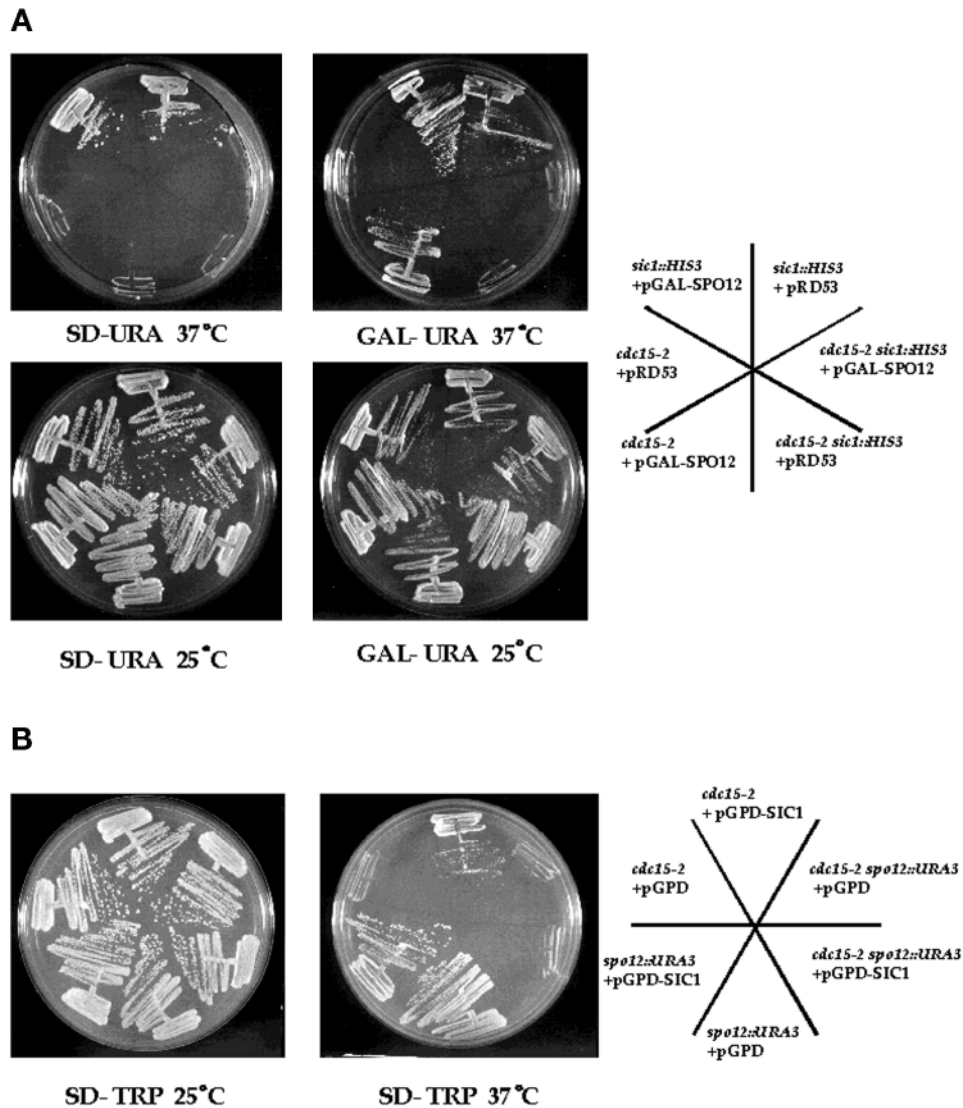 A
SD-URA 37°C
GAL-URA 37°C
sic1::HIS3
+pGAL-SPO12
sic1::HIS3
+ pRD53
cdc15-2
+pRD53
cdc15-2 sic1::HIS3
+ pGAL-SPO12
cdc15-2
+ pGAL-SPO12
cdc15-2 sic1::HIS3
+ pRD53
SD-URA 25°C
GAL-URA 25°C
B
cdc15-2
+ pGPD-SIC1
cdc15-2
+pGPD
cdc15-2 spo12::URA3
+pGPD
spo12::URA3
+pGPD-SIC1
cdc15-2 spo12::URA3
+pGPD-SIC1
spo12::URA3
+pGPD
SD-TRP 25°C
SD-TRP 37°C